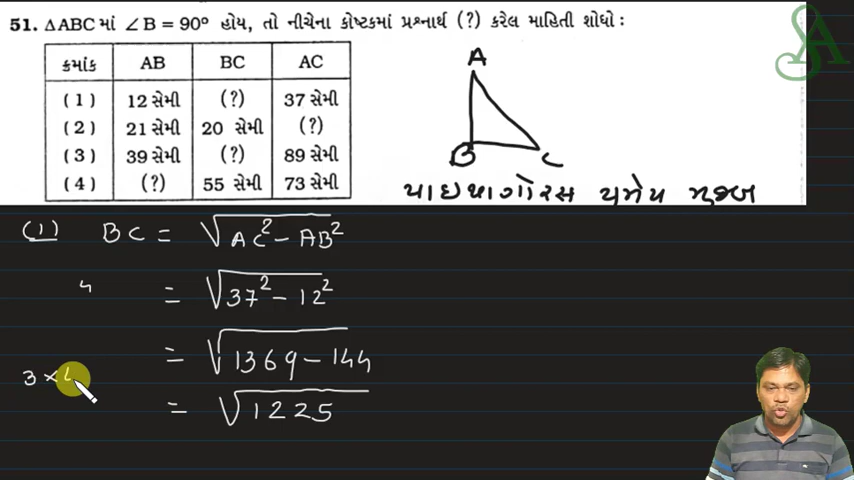 51. ΔABC માં ∠B = 90° હોય, તો નીચેના કોષ્ટકમાં પ્રશ્નાર્થ (?) કરેલ માહિતી શોધો :
ક્રમાંક AB BC AC
(1) 12 સેમી (?) 37 સેમી
(2) 21 સેમી 20 સેમી (?)
(3) 39 સેમી (?) 89 સેમી
(4) (?) 55 સેમી 73 સેમી
A
B C
પાઇથાગોરસ પ્રમેય મુજબ
(1) BC = √AC² – AB²
= √37² – 12²
= √1369 – 144
3 ×
= √1225